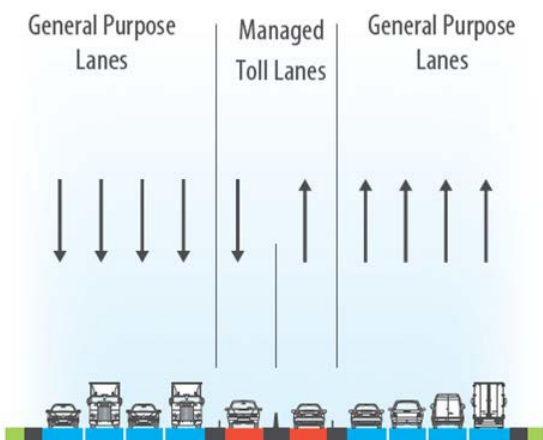 General Purpose
Lanes
Managed
Toll Lanes
General Purpose
Lanes